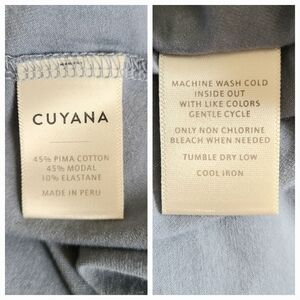 CUYANA
45% PIMA COTTON
45% MODAL
10% ELASTANE
MADE IN PERU
MACHINE WASH COLD
INSIDE OUT
WITH LIKE COLORS
GENTLE CYCLE
ONLY NON CHLORINE
BLEACH WHEN NEEDED
TUMBLE DRY LOW
COOL IRON